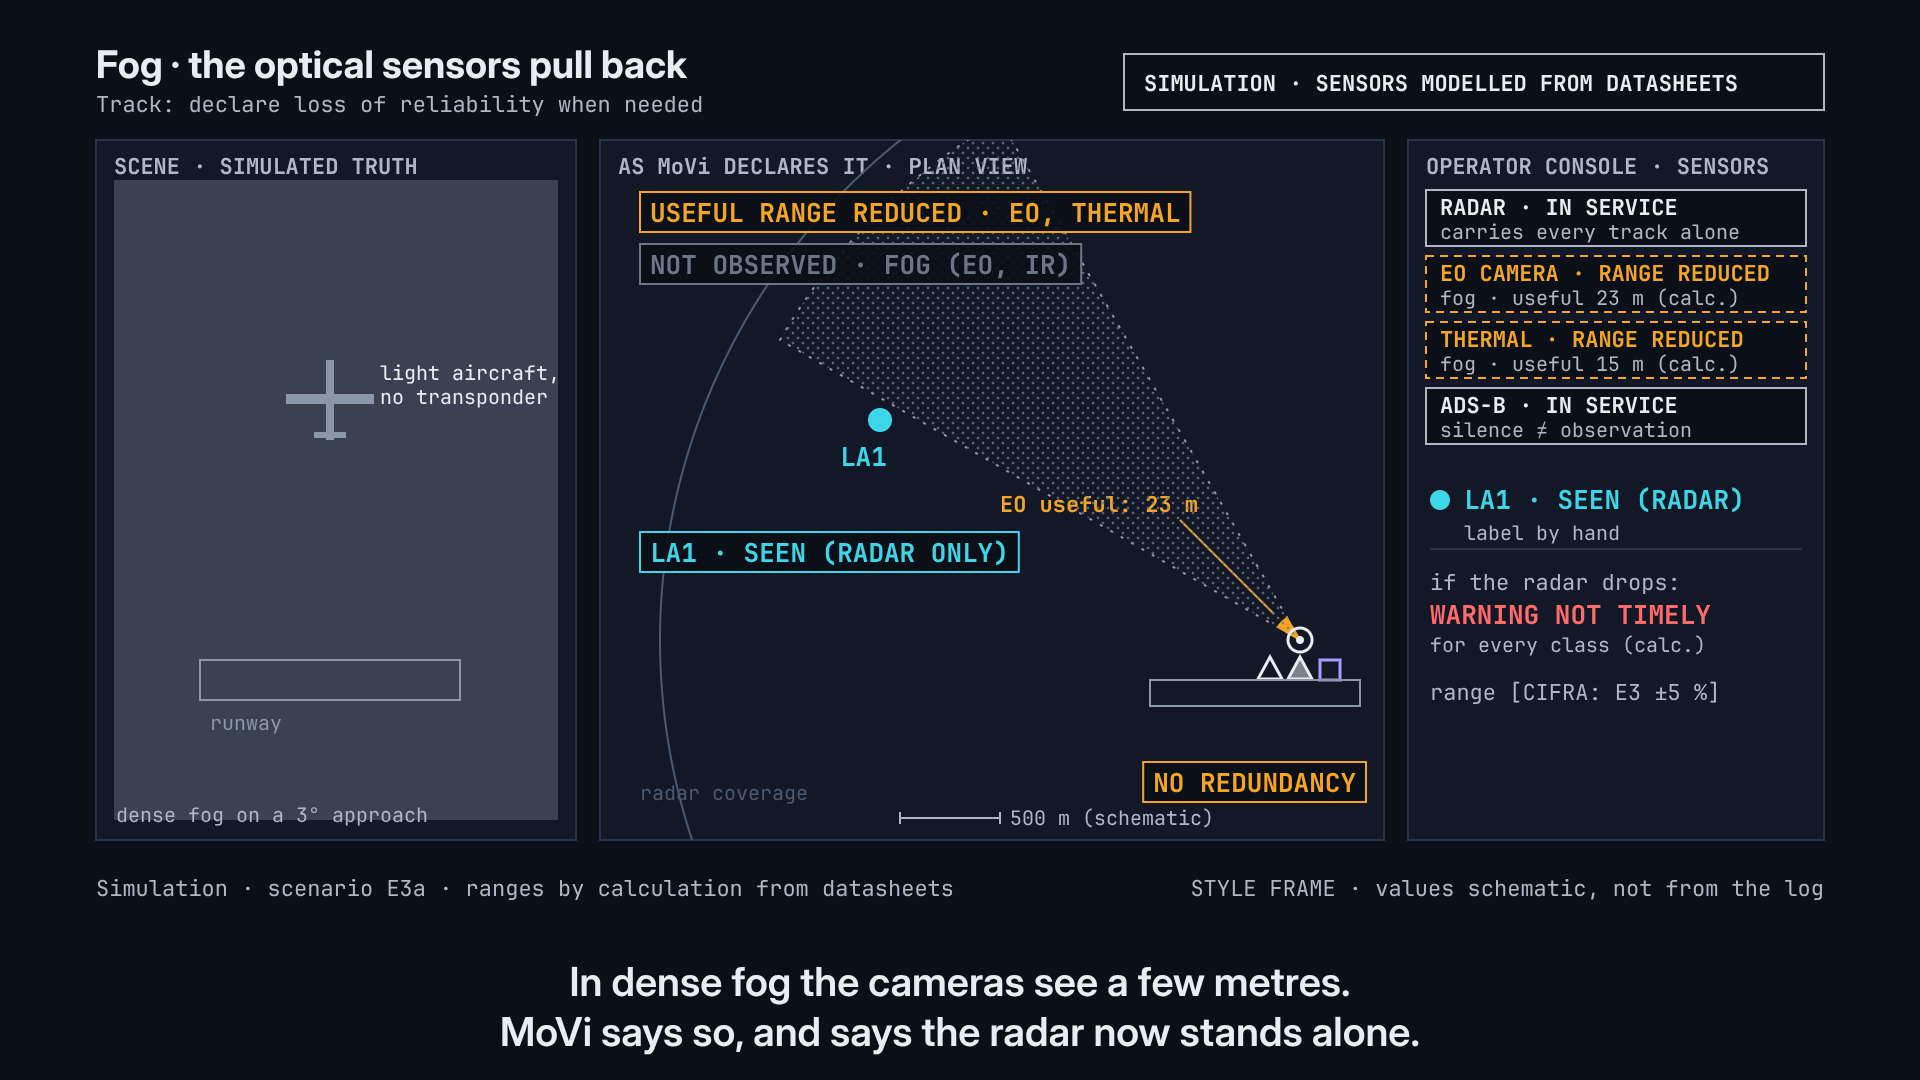 Fog · the optical sensors pull back
Track: declare loss of reliability when needed
SIMULATION · SENSORS MODELLED FROM DATASHEETS
SCENE · SIMULATED TRUTH
light aircraft,
no transponder
runway
dense fog on a 3° approach
AS MoVi DECLARES IT · PLAN VIEW
USEFUL RANGE REDUCED · EO, THERMAL
NOT OBSERVED · FOG (EO, IR)
LA1
EO useful: 23 m
LA1 · SEEN (RADAR ONLY)
NO REDUNDANCY
radar coverage
500 m (schematic)
OPERATOR CONSOLE · SENSORS
RADAR · IN SERVICE
carries every track alone
EO CAMERA · RANGE REDUCED
fog · useful 23 m (calc.)
THERMAL · RANGE REDUCED
fog · useful 15 m (calc.)
ADS-B · IN SERVICE
silence ≠ observation
LA1 · SEEN (RADAR)
label by hand
if the radar drops:
WARNING NOT TIMELY
for every class (calc.)
range [CIFRA: E3 ±5 %]
Simulation · scenario E3a · ranges by calculation from datasheets
STYLE FRAME · values schematic, not from the log
In dense fog the cameras see a few metres.
MoVi says so, and says the radar now stands alone.